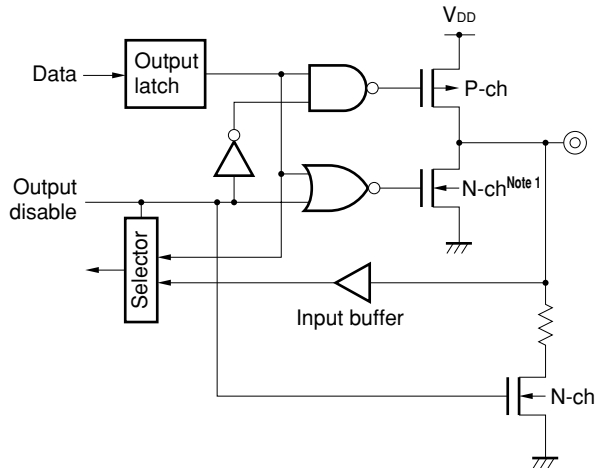 VDD
Data
Output
latch
P-ch
Output
disable
N-chNote 1
Selector
Input buffer
N-ch